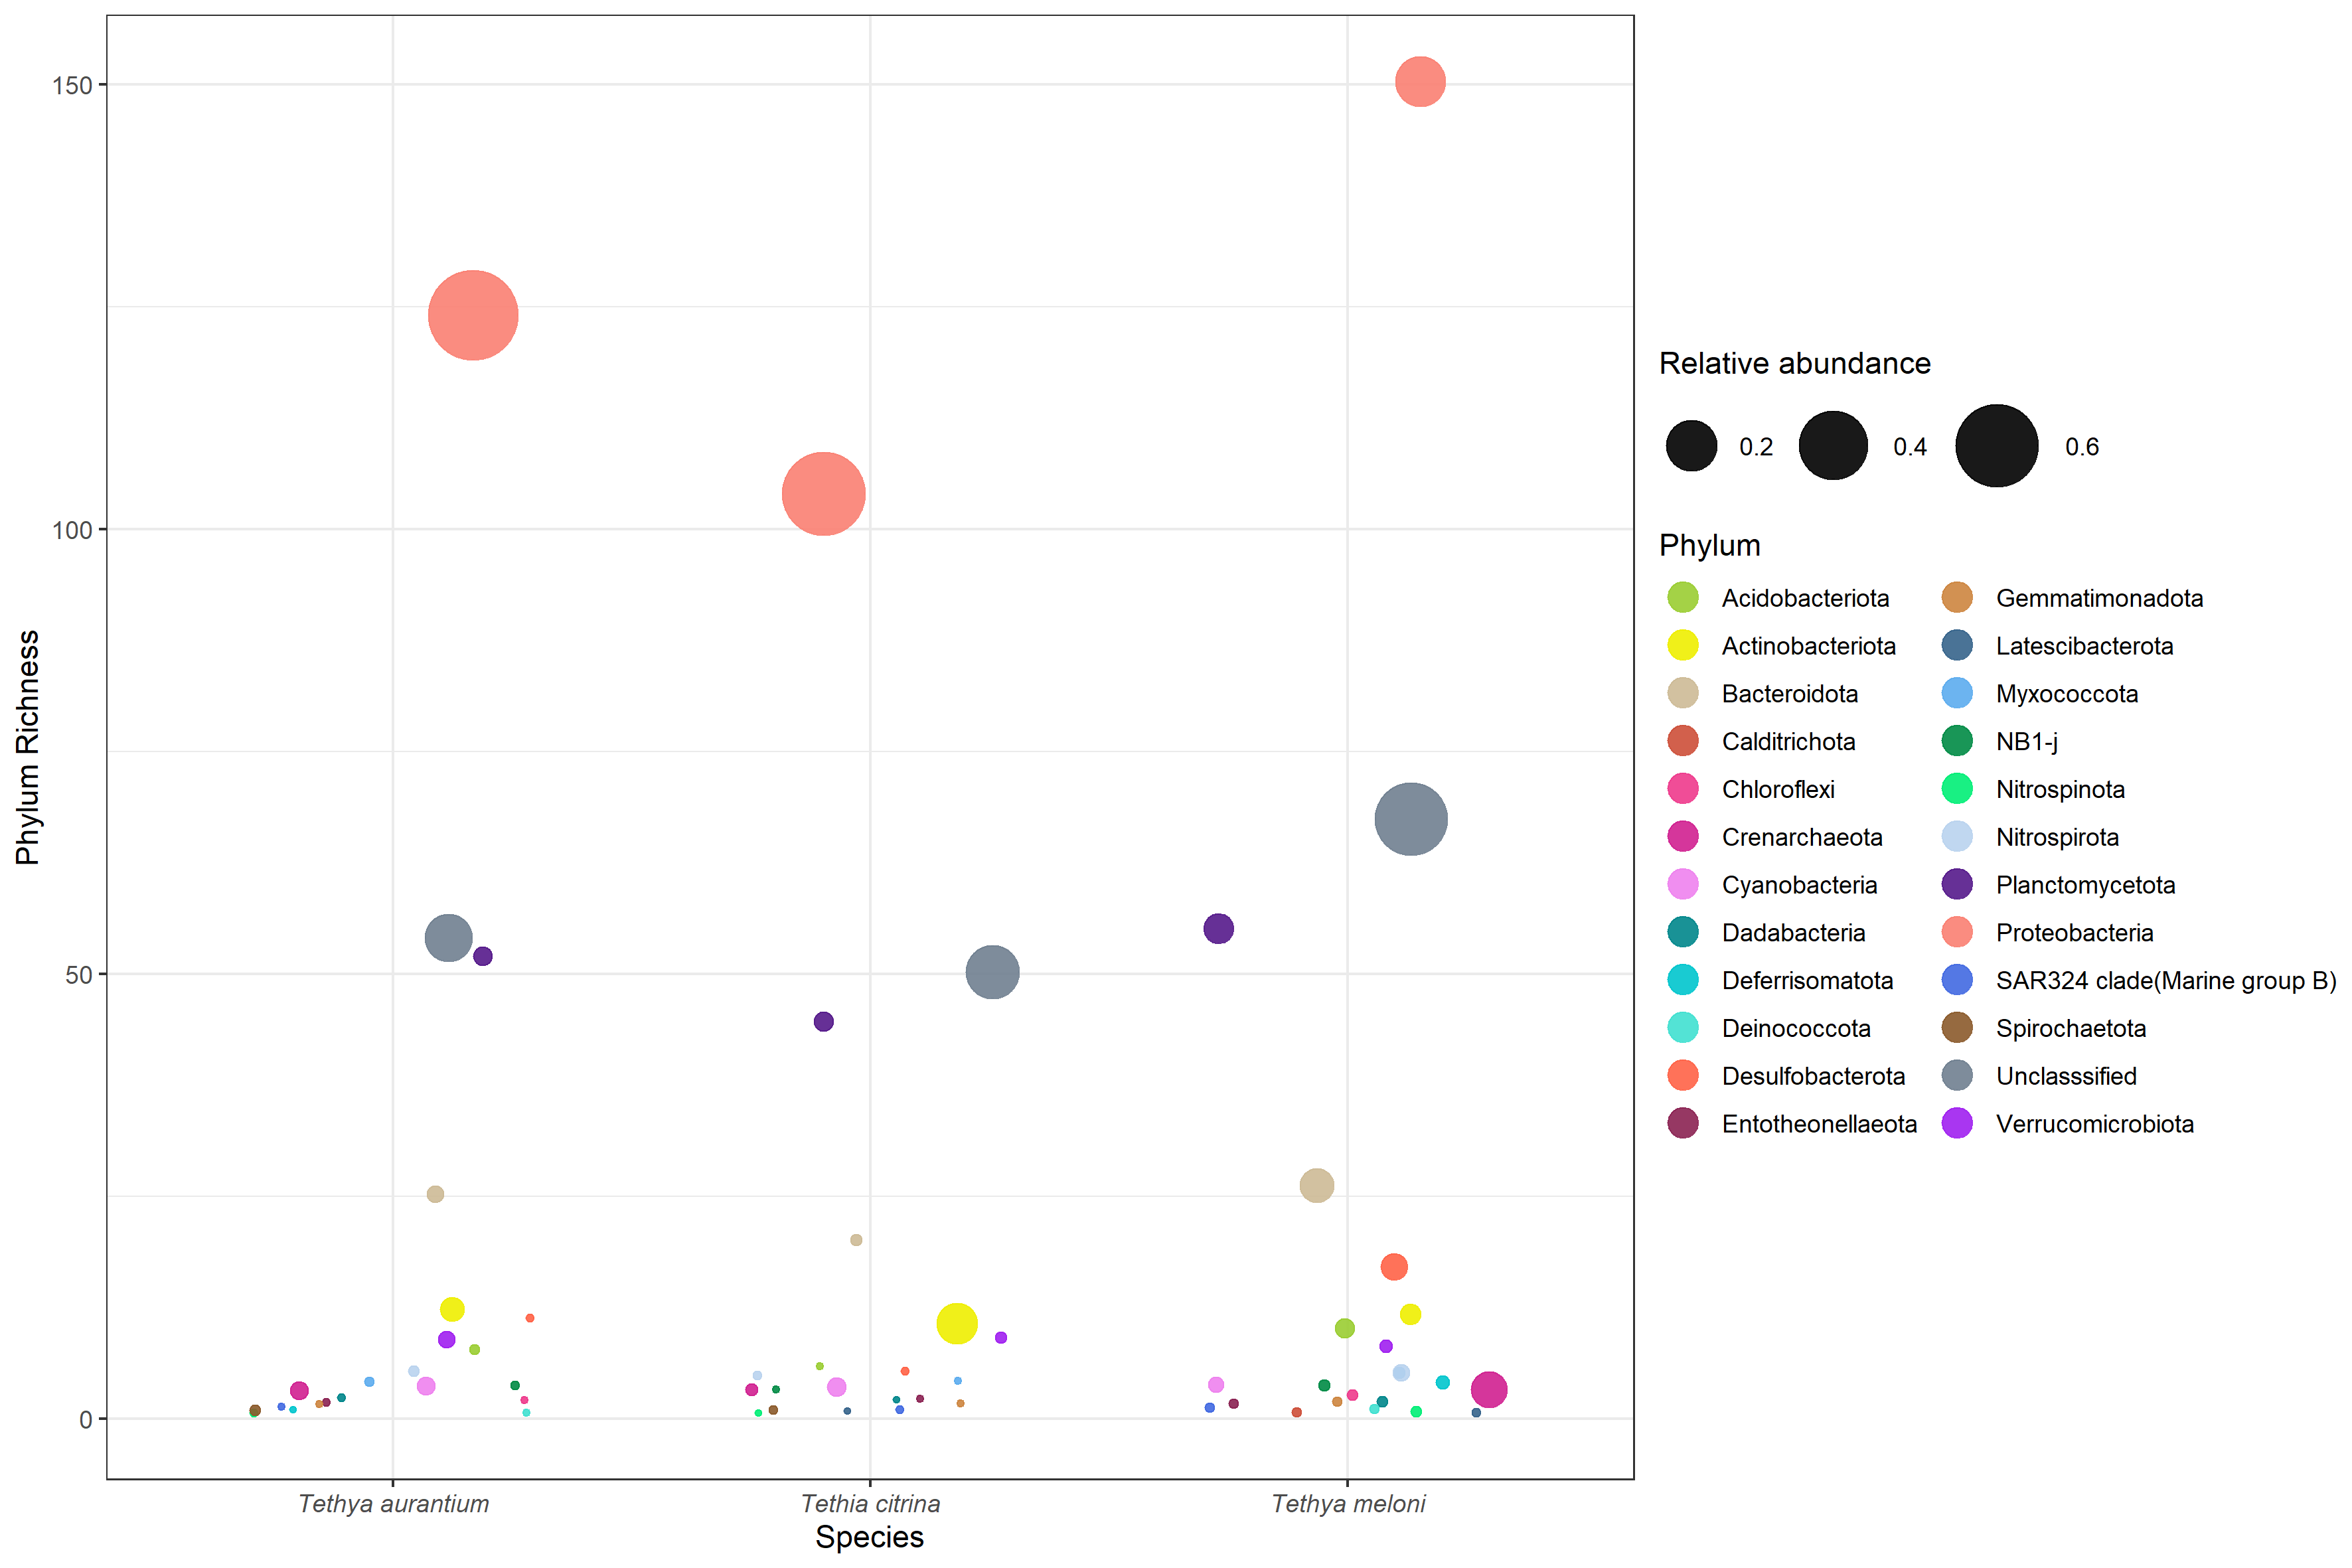 150
100
50
0
Phylum Richness
Tethya aurantium
Tethia citrina
Tethya meloni
Species
Relative abundance
0.2
0.4
0.6
Phylum
Acidobacteriota
Actinobacteriota
Bacteroidota
Calditrichota
Chloroflexi
Crenarchaeota
Cyanobacteria
Dadabacteria
Deferrisomatota
Deinococcota
Desulfobacterota
Entotheonellaeota
Gemmatimonadota
Latescibacterota
Myxococcota
NB1-j
Nitrospinota
Nitrospirota
Planctomycetota
Proteobacteria
SAR324 clade(Marine group B)
Spirochaetota
Unclasssified
Verrucomicrobiota